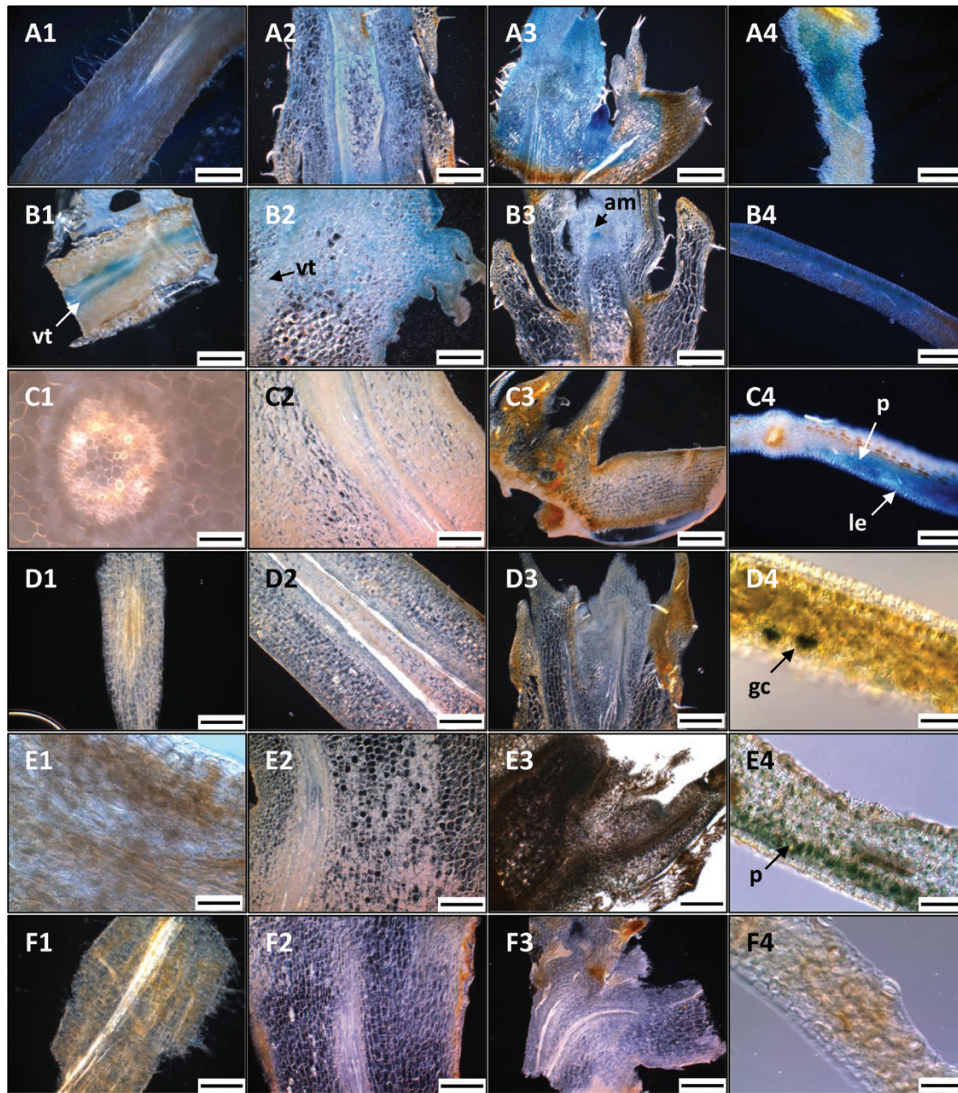 A1 A2 A3 A4
B1 B2 B3 B4
am
vt
vt
C1 C2 C3 C4
p
le
D1 D2 D3 D4
gc
E1 E2 E3 E4
p
F1 F2 F3 F4